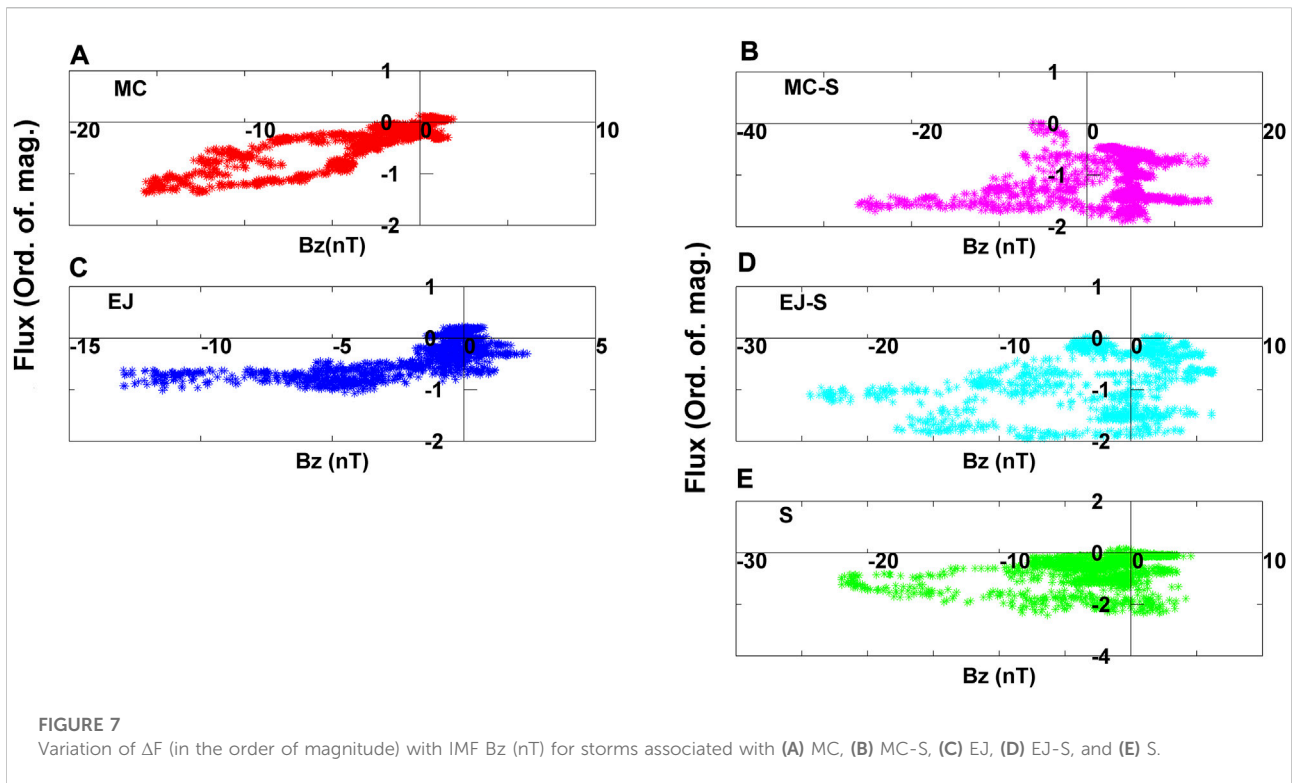 A
MC
1
-20
-10
0
0
10
-1
-2
Bz(nT)
B
MC-S
1
-40
-20
0
0
20
-1
-2
Bz (nT)
C
EJ
1
-15
-10
-5
0
0
5
-1
-2
Bz (nT)
D
EJ-S
1
-30
-20
-10
0
0
10
-1
-2
Bz (nT)
E
S
2
-30
-20
-10
0
0
10
-2
-4
Bz (nT)
Flux (Ord. of. mag.)
Flux (Ord. of. mag.)
FIGURE 7
Variation of ΔF (in the order of magnitude) with IMF Bz (nT) for storms associated with (A) MC, (B) MC-S, (C) EJ, (D) EJ-S, and (E) S.